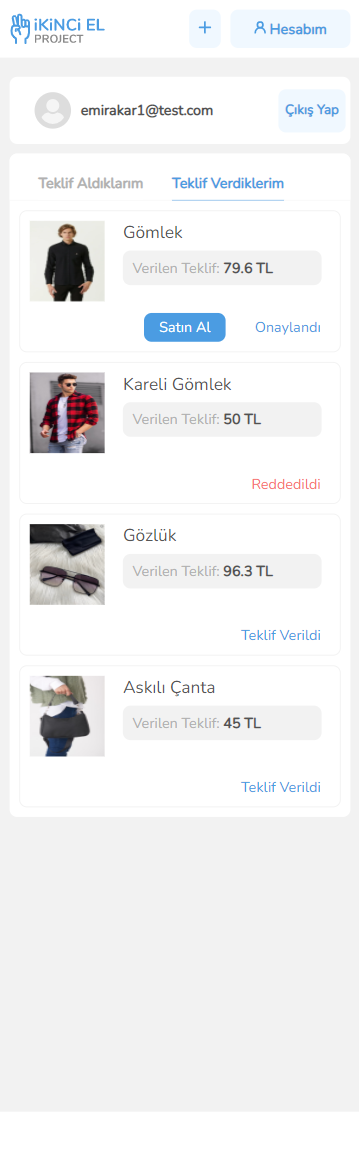 iKiNCi EL
PROJECT
+ Hesabım
emirakar1@test.com
Çıkış Yap
Teklif Aldıklarım Teklif Verdiklerim
Gömlek
Verilen Teklif: 79.6 TL
Satın Al Onaylandı
Kareli Gömlek
Verilen Teklif: 50 TL
Reddedildi
Gözlük
Verilen Teklif: 96.3 TL
Teklif Verildi
Askılı Çanta
Verilen Teklif: 45 TL
Teklif Verildi